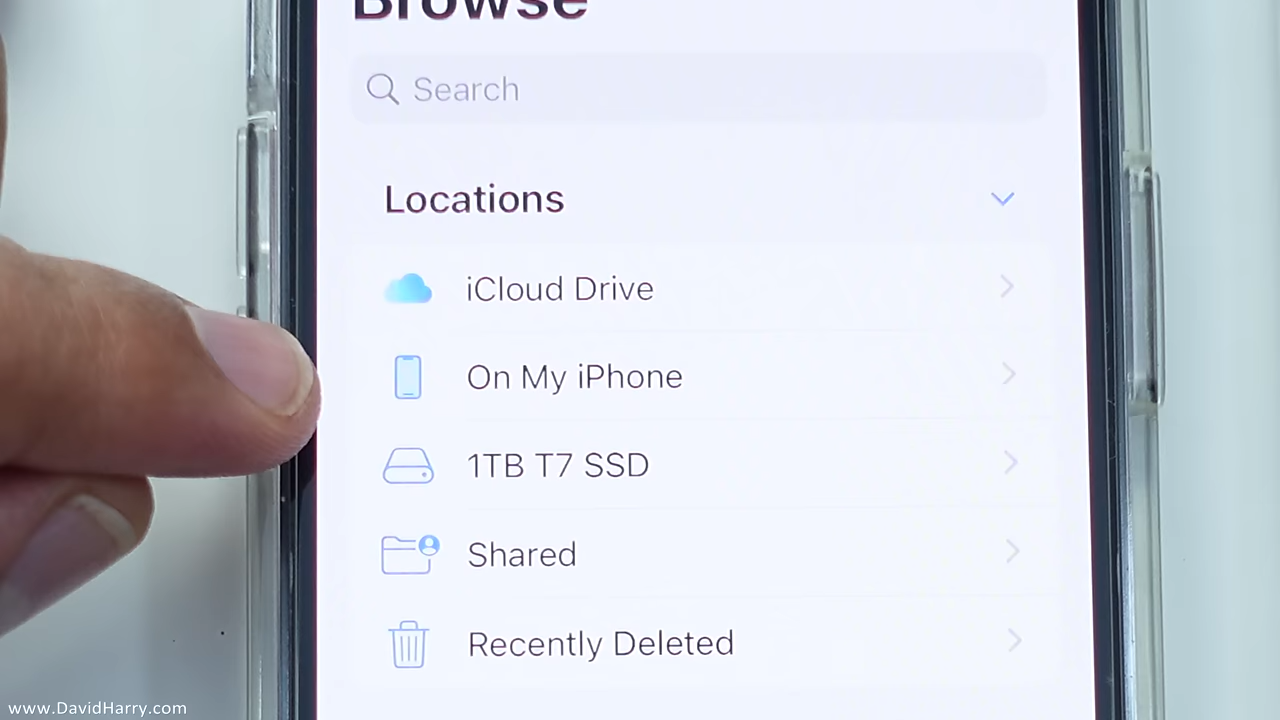 Browse
Search
Locations
iCloud Drive
On My iPhone
1TB T7 SSD
Shared
Recently Deleted
www.DavidHarry.com